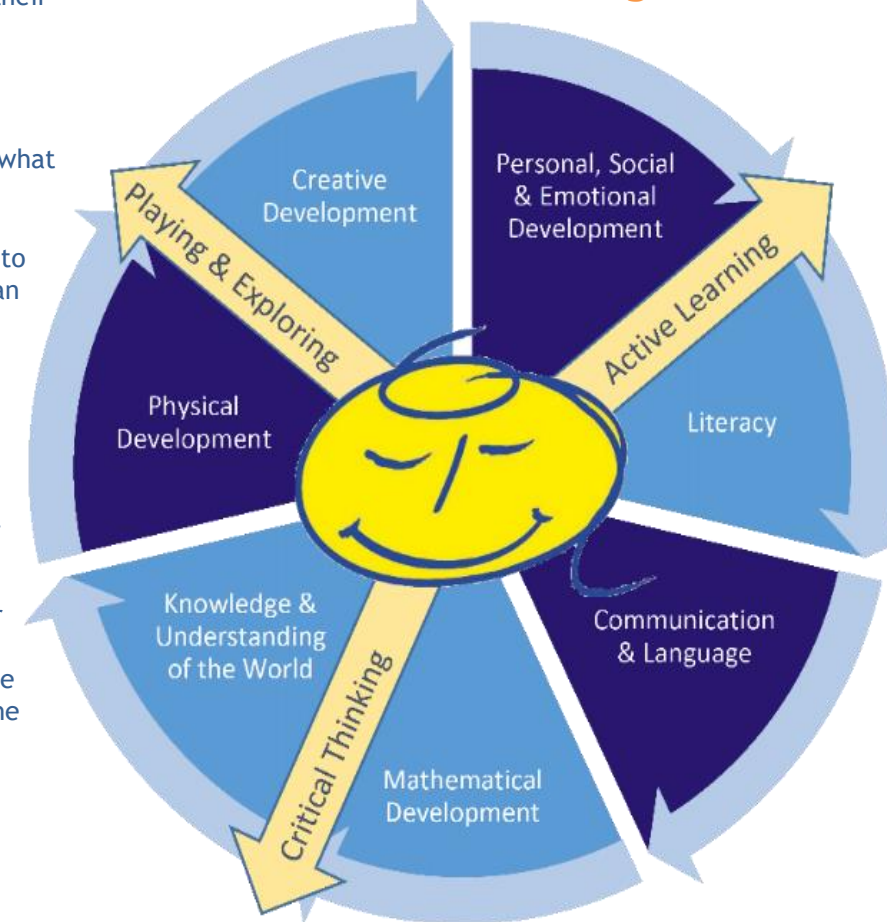 what
to
an
Creative
Development
Personal, Social
& Emotional
Development
Playing & Exploring
Active Learning
Physical
Development
Literacy
Knowledge &
Understanding
of the World
Communication
& Language
Critical Thinking
Mathematical
Development